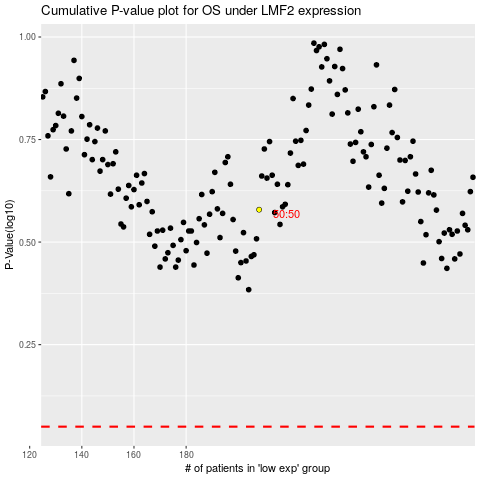 Cumulative P-value plot for OS under LMF2 expression
P-Value(log10)
1.00
0.75
0.50
0.25
50:50
120 140 160 180
# of patients in 'low exp' group